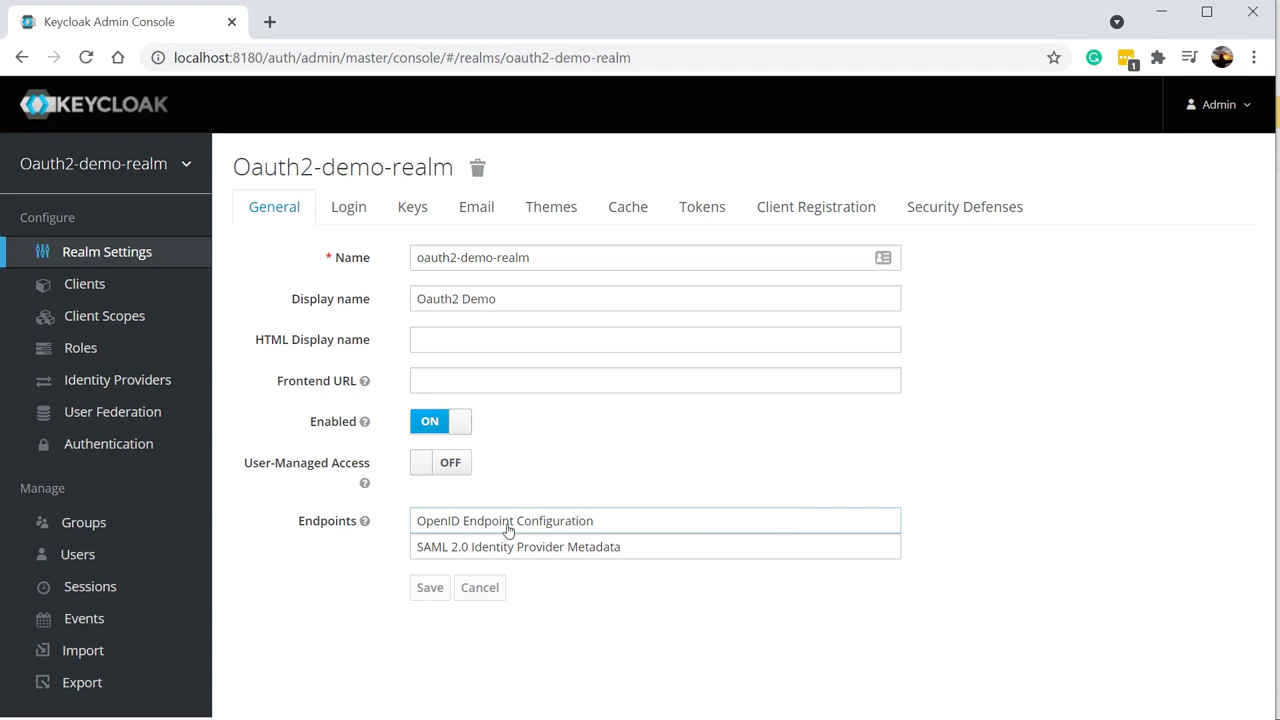 Keycloak Admin Console
localhost:8180/auth/admin/master/console/#/realms/oauth2-demo-realm
1
KEYCLOAK
Admin
Oauth2-demo-realm
Configure
Realm Settings
Clients
Client Scopes
Roles
Identity Providers
User Federation
Authentication
Manage
Groups
Users
Sessions
Events
Import
Export
Oauth2-demo-realm
General Login Keys Email Themes Cache Tokens Client Registration Security Defenses
* Name oauth2-demo-realm
Display name Oauth2 Demo
HTML Display name
Frontend URL
Enabled ON
User-Managed Access OFF
Endpoints OpenID Endpoint Configuration
SAML 2.0 Identity Provider Metadata
Save Cancel